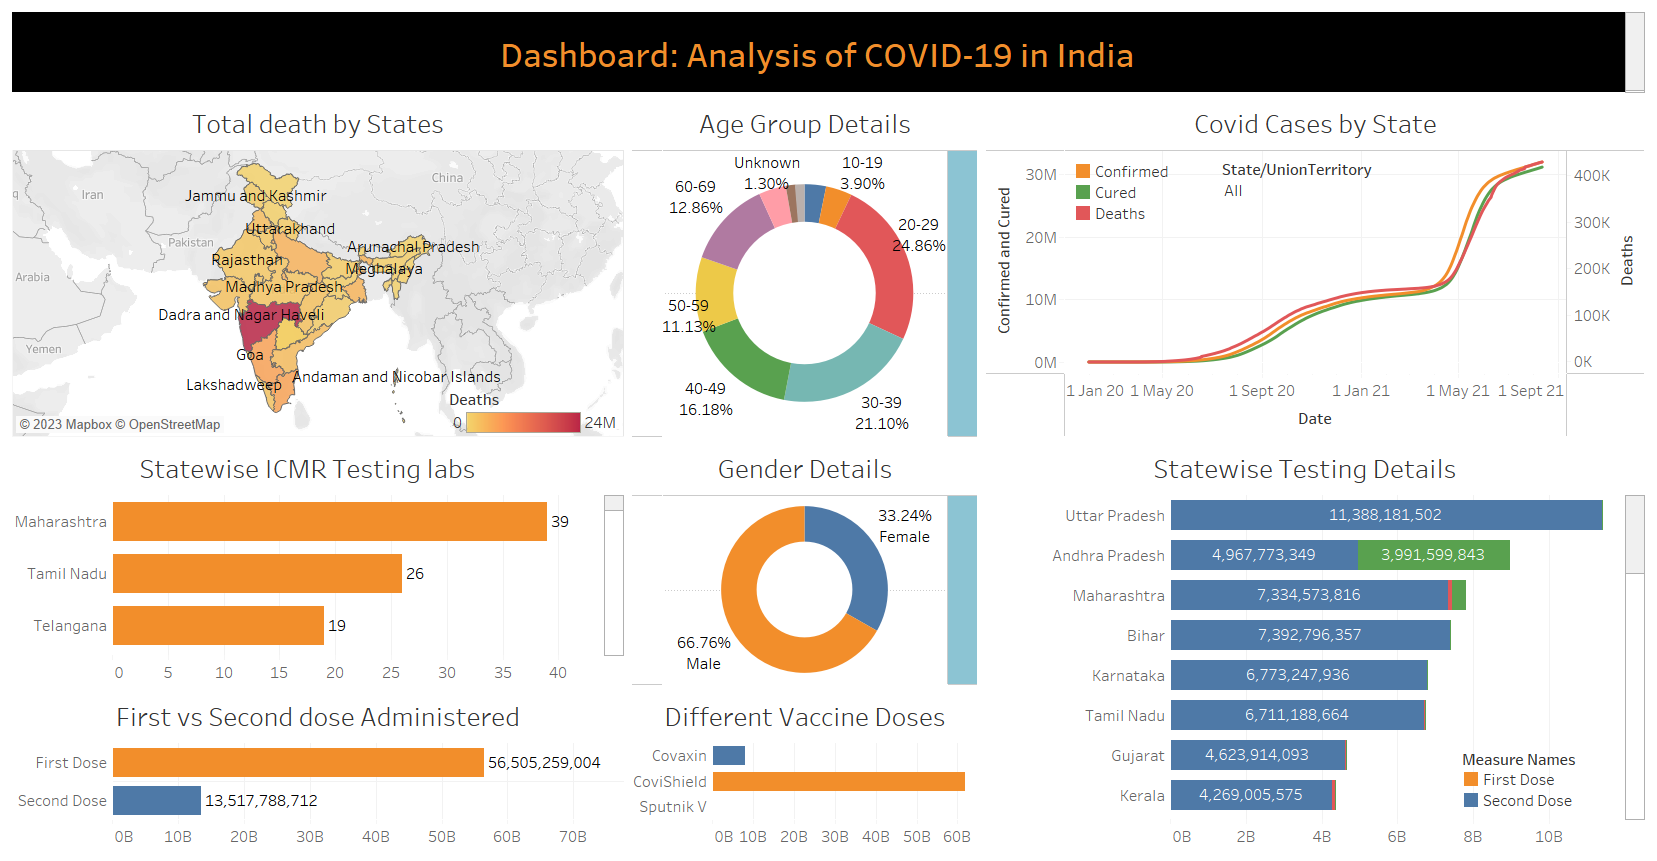 Dashboard: Analysis of COVID-19 in India
Total death by States
Iran
China
Pakistan
Arabia
Yemen
Jammu and Kashmir
Uttarakhand
Arunachal Pradesh
Rajasthan
Meghalaya
Madhya Pradesh
Dadra and Nagar Haveli
Goa
Lakshadweep
Andaman and Nicobar Islands
Deaths
0
24M
© 2023 Mapbox © OpenStreetMap
Age Group Details
Unknown
1.30%
10-19
3.90%
60-69
12.86%
20-29
24.86%
50-59
11.13%
40-49
16.18%
30-39
21.10%
Covid Cases by State
Confirmed
Cured
Deaths
State/UnionTerritory
All
Confirmed and Cured
30M
20M
10M
0M
400K
300K
200K
100K
0K
Deaths
1 Jan 20 1 May 20 1 Sept 20 1 Jan 21 1 May 21 1 Sept 21
Date
Statewise ICMR Testing labs
Maharashtra 39
Tamil Nadu 26
Telangana 19
0 5 10 15 20 25 30 35 40
Gender Details
33.24%
Female
66.76%
Male
Statewise Testing Details
Uttar Pradesh 11,388,181,502
Andhra Pradesh 4,967,773,349 3,991,599,843
Maharashtra 7,334,573,816
Bihar 7,392,796,357
Karnataka 6,773,247,936
Tamil Nadu 6,711,188,664
Gujarat 4,623,914,093
Kerala 4,269,005,575
0B 2B 4B 6B 8B 10B
Measure Names
First Dose
Second Dose
First vs Second dose Administered
First Dose 56,505,259,004
Second Dose 13,517,788,712
0B 10B 20B 30B 40B 50B 60B 70B
Different Vaccine Doses
Covaxin
CoviShield
Sputnik V
0B 10B 20B 30B 40B 50B 60B